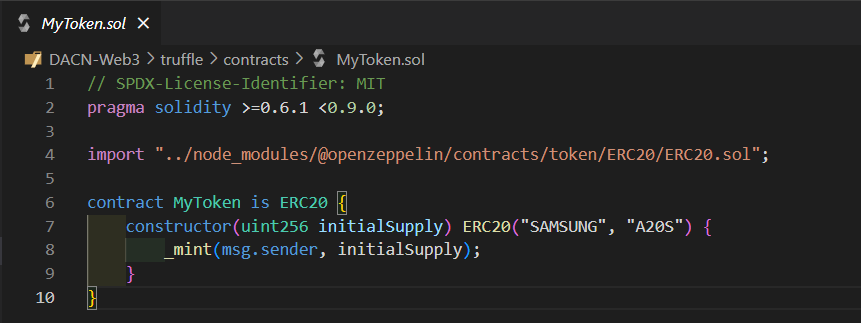 MyToken.sol ×
DACN-Web3 > truffle > contracts > MyToken.sol
1 // SPDX-License-Identifier: MIT
2 pragma solidity >=0.6.1 <0.9.0;
3
4 import "../node_modules/@openzeppelin/contracts/token/ERC20/ERC20.sol";
5
6 contract MyToken is ERC20 {
7     constructor(uint256 initialSupply) ERC20("SAMSUNG", "A20S") {
8         _mint(msg.sender, initialSupply);
9     }
10 }